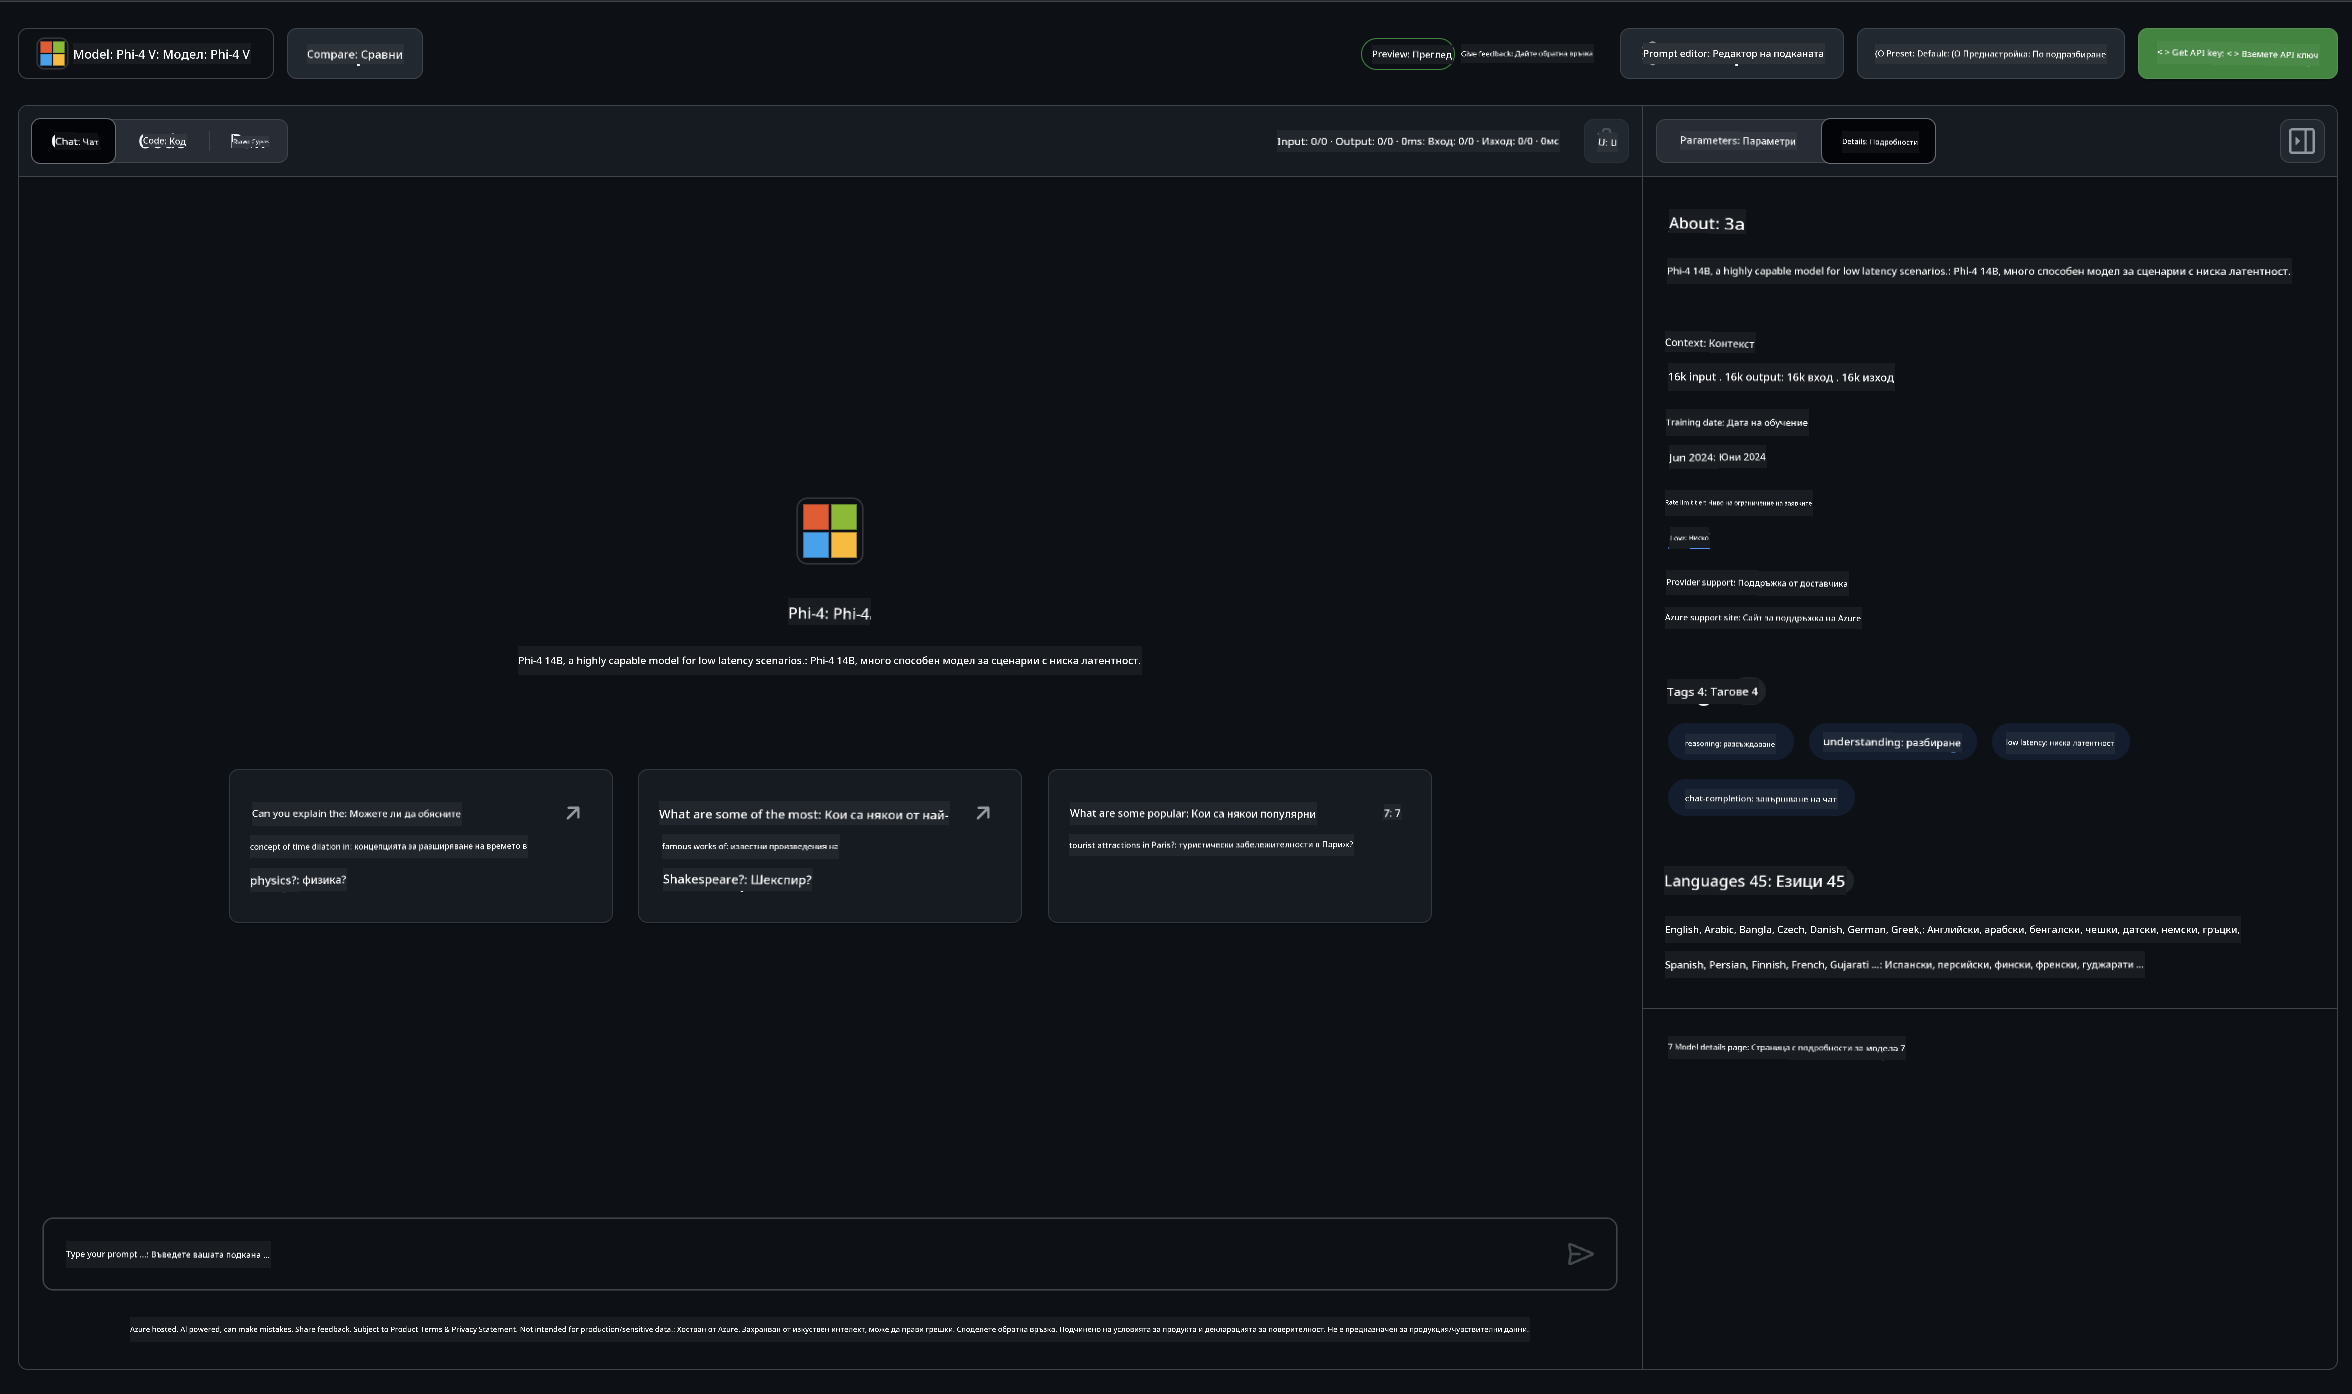 Model: Phi-4 V: Модел: Phi-4 V
Compare: Сравни
Preview: Преглед
Give feedback: Дайте обратна връзка
Prompt editor: Редактор на подканата
(O Preset: Default: (O Преднастройка: По подразбиране
< > Get API key: < > Вземете API ключ
Chat: Чат
Code: Код
Input: 0/0 · Output: 0/0 · 0ms: Вход: 0/0 · Изход: 0/0 · 0мс
Parameters: Параметри
Details: Подробности
Phi-4: Phi-4
Phi-4 14B, a highly capable model for low latency scenarios.: Phi-4 14B, много способен модел за сценарии с ниска латентност.
Can you explain the: Можете ли да обясните
concept of time dilation in: концепцията за разширяване на времето в
physics?: физика?
What are some of the most: Кои са някои от най-
famous works of: известни произведения на
Shakespeare?: Шекспир?
What are some popular: Кои са някои популярни
7: 7
tourist attractions in Paris?: туристически забележителности в Париж?
Type your prompt ...: Въведете вашата подкана ...
Azure hosted. AI powered, can make mistakes. Share feedback. Subject to Product Terms & Privacy Statement. Not intended for production/sensitive data.: Хостван от Azure. Захранван от изкуствен интелект, може да прави грешки. Споделете обратна връзка. Подчинено на условията за продукта и декларацията за поверителност. Не е предназначен за продукция/чувствителни данни.
About: За
Phi-4 14B, a highly capable model for low latency scenarios.: Phi-4 14B, много способен модел за сценарии с ниска латентност.
Context: Контекст
16k input . 16k output: 16k вход . 16k изход
Training date: Дата на обучение
Jun 2024: Юни 2024
Rate limit tier: Ниво на ограничение на заявките
Low: Ниско
Provider support: Поддръжка от доставчика
Azure support site: Сайт за поддръжка на Azure
Tags 4: Тагове 4
reasoning: разсъждаване
understanding: разбиране
low latency: ниска латентност
chat-completion: завършване на чат
Languages 45: Езици 45
English, Arabic, Bangla, Czech, Danish, German, Greek,: Английски, арабски, бенгалски, чешки, датски, немски, гръцки,
Spanish, Persian, Finnish, French, Gujarati ...: Испански, персийски, фински, френски, гуджарати ...
7 Model details page: Страница с подробности за модела 7